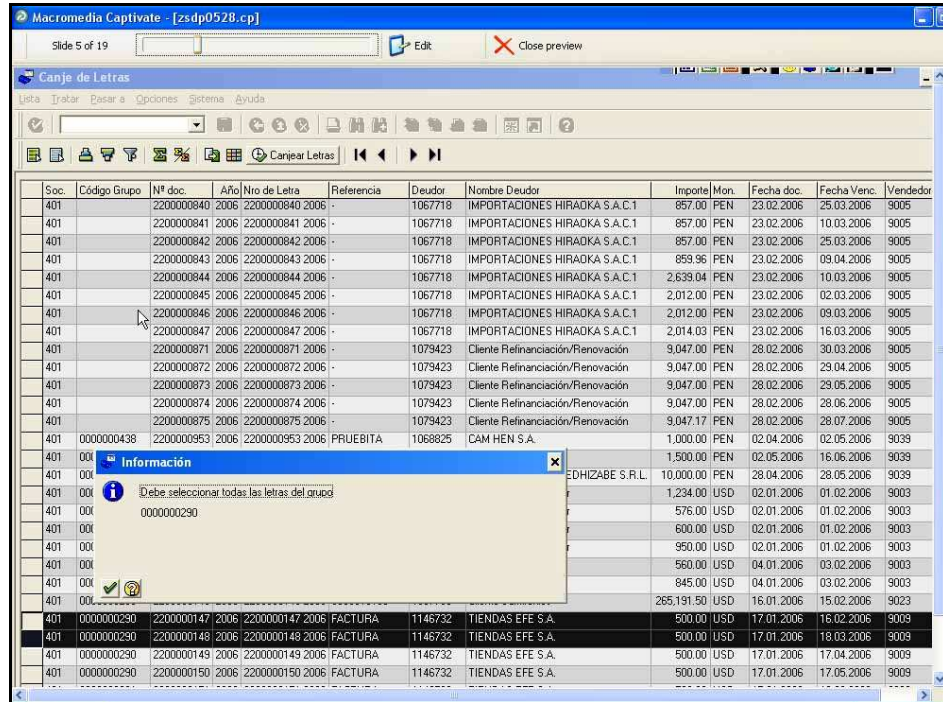 Macromedia Captivate - [zsdp0528.cp]
Slide 5 of 19 Edit Close preview
Canje de Letras
Lista Tratar Pasar a Opciones Sistema Ayuda
Canjear Letras
Soc. Código Grupo Nº doc. Año Nro de Letra Referencia Deudor Nombre Deudor Importe Mon. Fecha doc. Fecha Venc. Vendedor
401 2200000840 2006 2200000840 2006 - 1067718 IMPORTACIONES HIRAOKA S.A.C.1 857.00 PEN 23.02.2006 25.03.2006 9005
401 2200000841 2006 2200000841 2006 - 1067718 IMPORTACIONES HIRAOKA S.A.C.1 857.00 PEN 23.02.2006 10.03.2006 9005
401 2200000842 2006 2200000842 2006 - 1067718 IMPORTACIONES HIRAOKA S.A.C.1 857.00 PEN 23.02.2006 25.03.2006 9005
401 2200000843 2006 2200000843 2006 - 1067718 IMPORTACIONES HIRAOKA S.A.C.1 859.96 PEN 23.02.2006 09.04.2006 9005
401 2200000844 2006 2200000844 2006 - 1067718 IMPORTACIONES HIRAOKA S.A.C.1 2,639.04 PEN 23.02.2006 10.03.2006 9005
401 2200000845 2006 2200000845 2006 - 1067718 IMPORTACIONES HIRAOKA S.A.C.1 2,012.00 PEN 23.02.2006 02.03.2006 9005
401 2200000846 2006 2200000846 2006 - 1067718 IMPORTACIONES HIRAOKA S.A.C.1 2,012.00 PEN 23.02.2006 09.03.2006 9005
401 2200000847 2006 2200000847 2006 - 1067718 IMPORTACIONES HIRAOKA S.A.C.1 2,014.03 PEN 23.02.2006 16.03.2006 9005
401 2200000871 2006 2200000871 2006 - 1079423 Cliente Refinanciación/Renovación 9,047.00 PEN 28.02.2006 30.03.2006 9005
401 2200000872 2006 2200000872 2006 - 1079423 Cliente Refinanciación/Renovación 9,047.00 PEN 28.02.2006 29.04.2006 9005
401 2200000873 2006 2200000873 2006 - 1079423 Cliente Refinanciación/Renovación 9,047.00 PEN 28.02.2006 29.05.2006 9005
401 2200000874 2006 2200000874 2006 - 1079423 Cliente Refinanciación/Renovación 9,047.00 PEN 28.02.2006 28.06.2006 9005
401 2200000875 2006 2200000875 2006 - 1079423 Cliente Refinanciación/Renovación 9,047.17 PEN 28.02.2006 28.07.2006 9005
401 0000000438 2200000953 2006 2200000953 2006 PRUEBITA 1068825 CAM HEN S.A. 1,000.00 PEN 02.04.2006 02.05.2006 9039
401 1,500.00 PEN 02.05.2006 16.06.2006 9039
401 EDHIZABE S.R.L. 10,000.00 PEN 28.04.2006 28.05.2006 9039
401 1,234.00 USD 02.01.2006 01.02.2006 9003
401 576.00 USD 02.01.2006 01.02.2006 9003
401 600.00 USD 02.01.2006 01.02.2006 9003
401 950.00 USD 02.01.2006 01.02.2006 9003
401 560.00 USD 04.01.2006 03.02.2006 9003
401 845.00 USD 04.01.2006 03.02.2006 9003
401 265,191.50 USD 16.01.2006 15.02.2006 9023
Información
Debe seleccionar todas las letras del grupo
0000000290
401 0000000290 2200000147 2006 2200000147 2006 FACTURA 1146732 TIENDAS EFE S.A. 500.00 USD 17.01.2006 16.02.2006 9009
401 0000000290 2200000148 2006 2200000148 2006 FACTURA 1146732 TIENDAS EFE S.A. 500.00 USD 17.01.2006 18.03.2006 9009
401 0000000290 2200000149 2006 2200000149 2006 FACTURA 1146732 TIENDAS EFE S.A. 500.00 USD 17.01.2006 17.04.2006 9009
401 0000000290 2200000150 2006 2200000150 2006 FACTURA 1146732 TIENDAS EFE S.A. 500.00 USD 17.01.2006 17.05.2006 9009